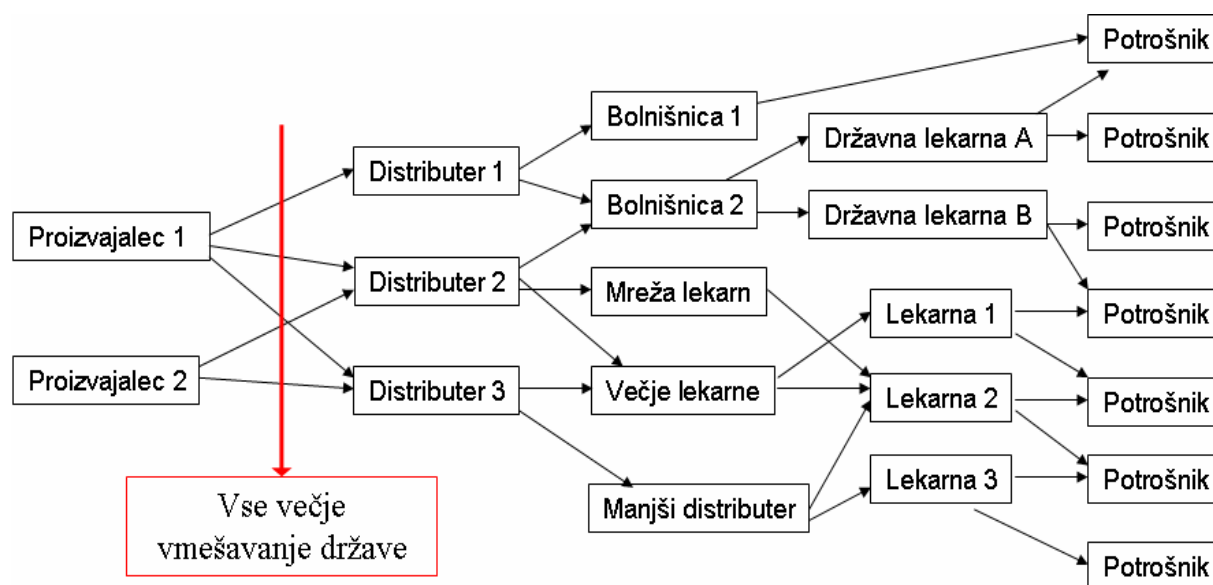 Potrošnik
Bolnišnica 1
Državna lekarna A
Potrošnik
Distributer 1
Bolnišnica 2
Državna lekarna B
Potrošnik
Proizvajalec 1
Distributer 2
Mreža lekarn
Lekarna 1
Potrošnik
Proizvajalec 2
Distributer 3
Večje lekarne
Lekarna 2
Potrošnik
Manjši distributer
Lekarna 3
Potrošnik
Vse večje
vmešavanje države
Potrošnik